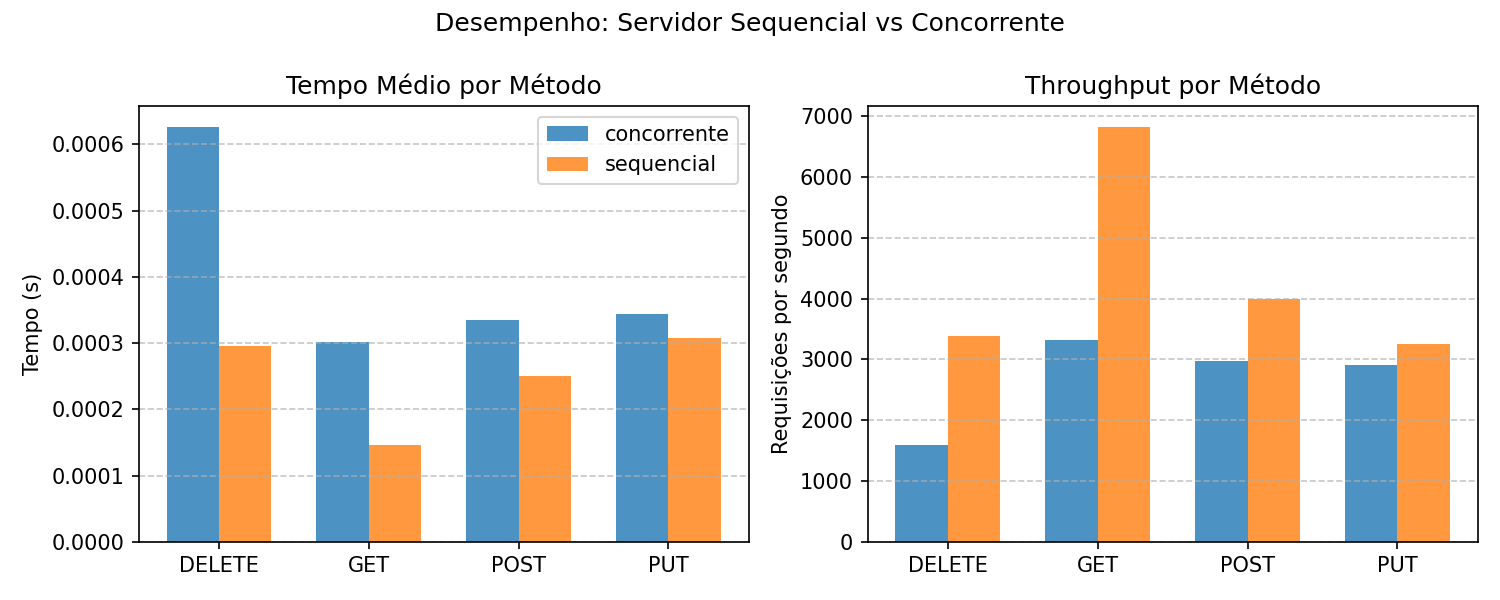 Desempenho: Servidor Sequencial vs Concorrente
Tempo Médio por Método
Tempo (s)
0.0006
0.0005
0.0004
0.0003
0.0002
0.0001
0.0000
concorrente
sequencial
DELETE
GET
POST
PUT
Throughput por Método
Requisições por segundo
7000
6000
5000
4000
3000
2000
1000
0
DELETE
GET
POST
PUT